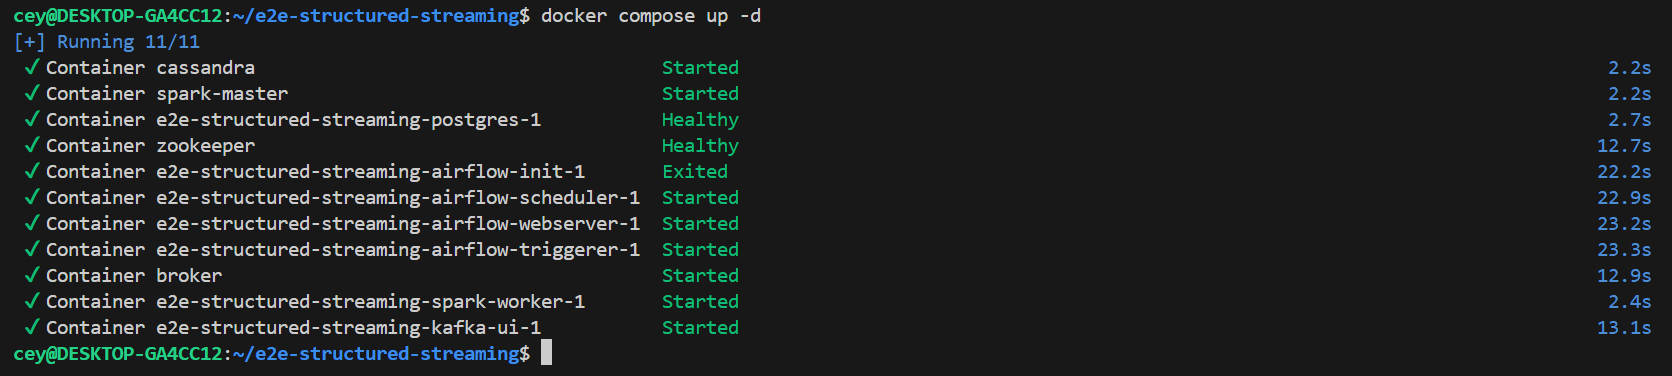 cey@DESKTOP-GA4CC12:~/e2e-structured-streaming$ docker compose up -d
[+] Running 11/11
✓ Container cassandra Started 2.2s
✓ Container spark-master Started 2.2s
✓ Container e2e-structured-streaming-postgres-1 Healthy 2.7s
✓ Container zookeeper Healthy 12.7s
✓ Container e2e-structured-streaming-airflow-init-1 Exited 22.2s
✓ Container e2e-structured-streaming-airflow-scheduler-1 Started 22.9s
✓ Container e2e-structured-streaming-airflow-webserver-1 Started 23.2s
✓ Container e2e-structured-streaming-airflow-triggerer-1 Started 23.3s
✓ Container broker Started 12.9s
✓ Container e2e-structured-streaming-spark-worker-1 Started 2.4s
✓ Container e2e-structured-streaming-kafka-ui-1 Started 13.1s
cey@DESKTOP-GA4CC12:~/e2e-structured-streaming$